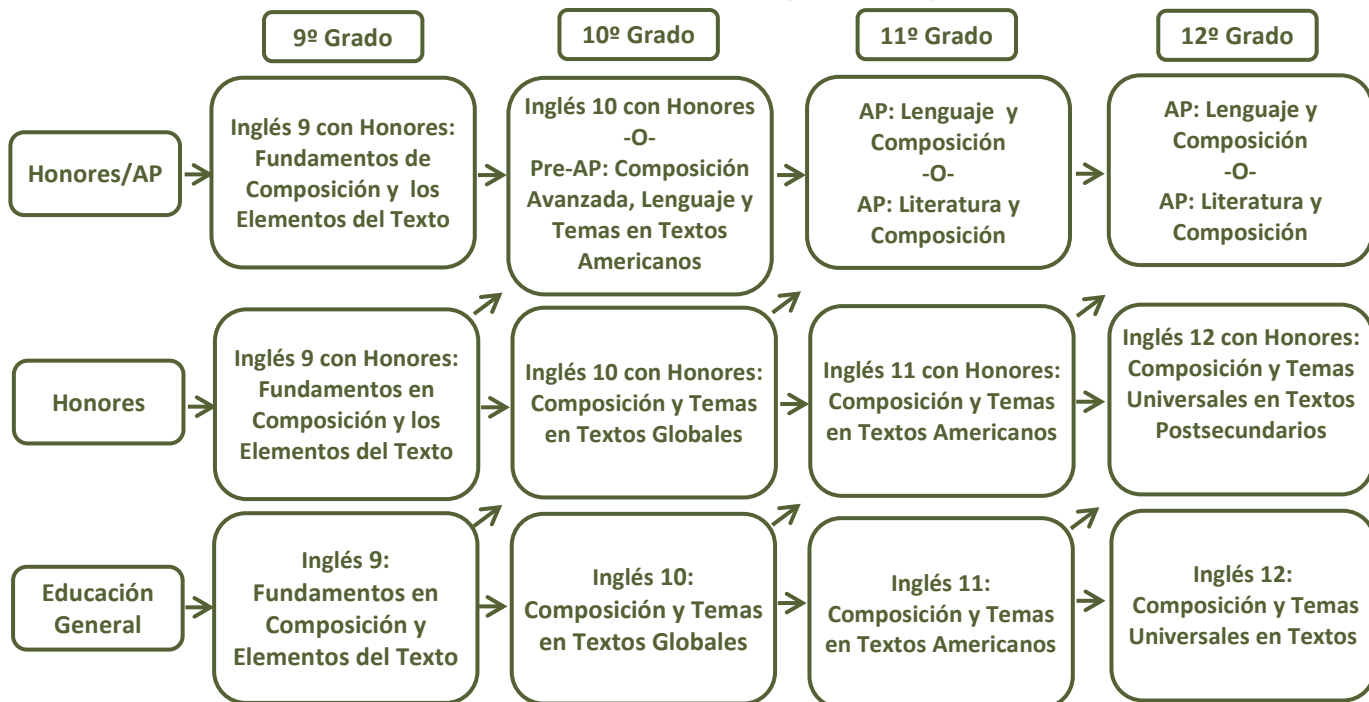 9º Grado
10º Grado
11º Grado
12º Grado
Honores/AP
Inglés 9 con Honores:
Fundamentos de
Composición y los
Elementos del Texto
Inglés 10 con Honores
-O-
Pre-AP: Composición
Avanzada, Lenguaje y
Temas en Textos
Americanos
AP: Lenguaje y
Composición
-O-
AP: Literatura y
Composición
AP: Lenguaje y
Composición
-O-
AP: Literatura y
Composición
Honores
Inglés 9 con Honores:
Fundamentos en
Composición y los
Elementos del Texto
Inglés 10 con Honores:
Composición y Temas
en Textos Globales
Inglés 11 con Honores:
Composición y Temas
en Textos Americanos
Inglés 12 con Honores:
Composición y Temas
Universales en Textos
Postsecundarios
Educación
General
Inglés 9:
Fundamentos en
Composición y
Elementos del Texto
Inglés 10:
Composición y Temas
en Textos Globales
Inglés 11:
Composición y Temas
en Textos Americanos
Inglés 12:
Composición y Temas
Universales en Textos